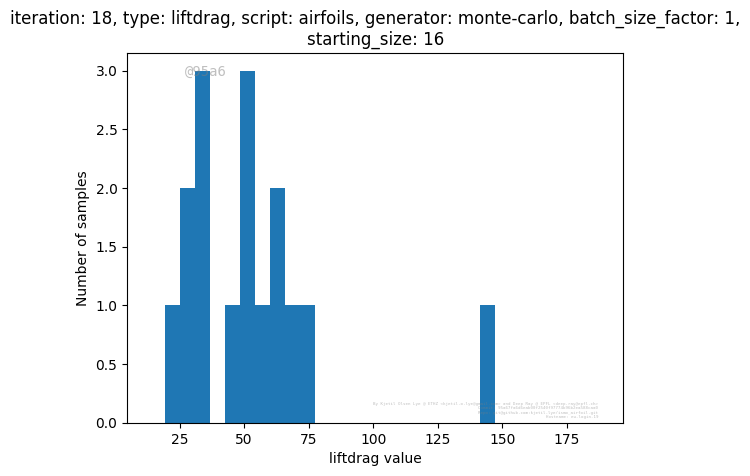 iteration: 18, type: liftdrag, script: airfoils, generator: monte-carlo, batch_size_factor: 1,
starting_size: 16
@95a6
3.0
2.5
2.0
1.5
1.0
0.5
0.0
Number of samples
25
50
75
100
125
150
175
liftdrag value